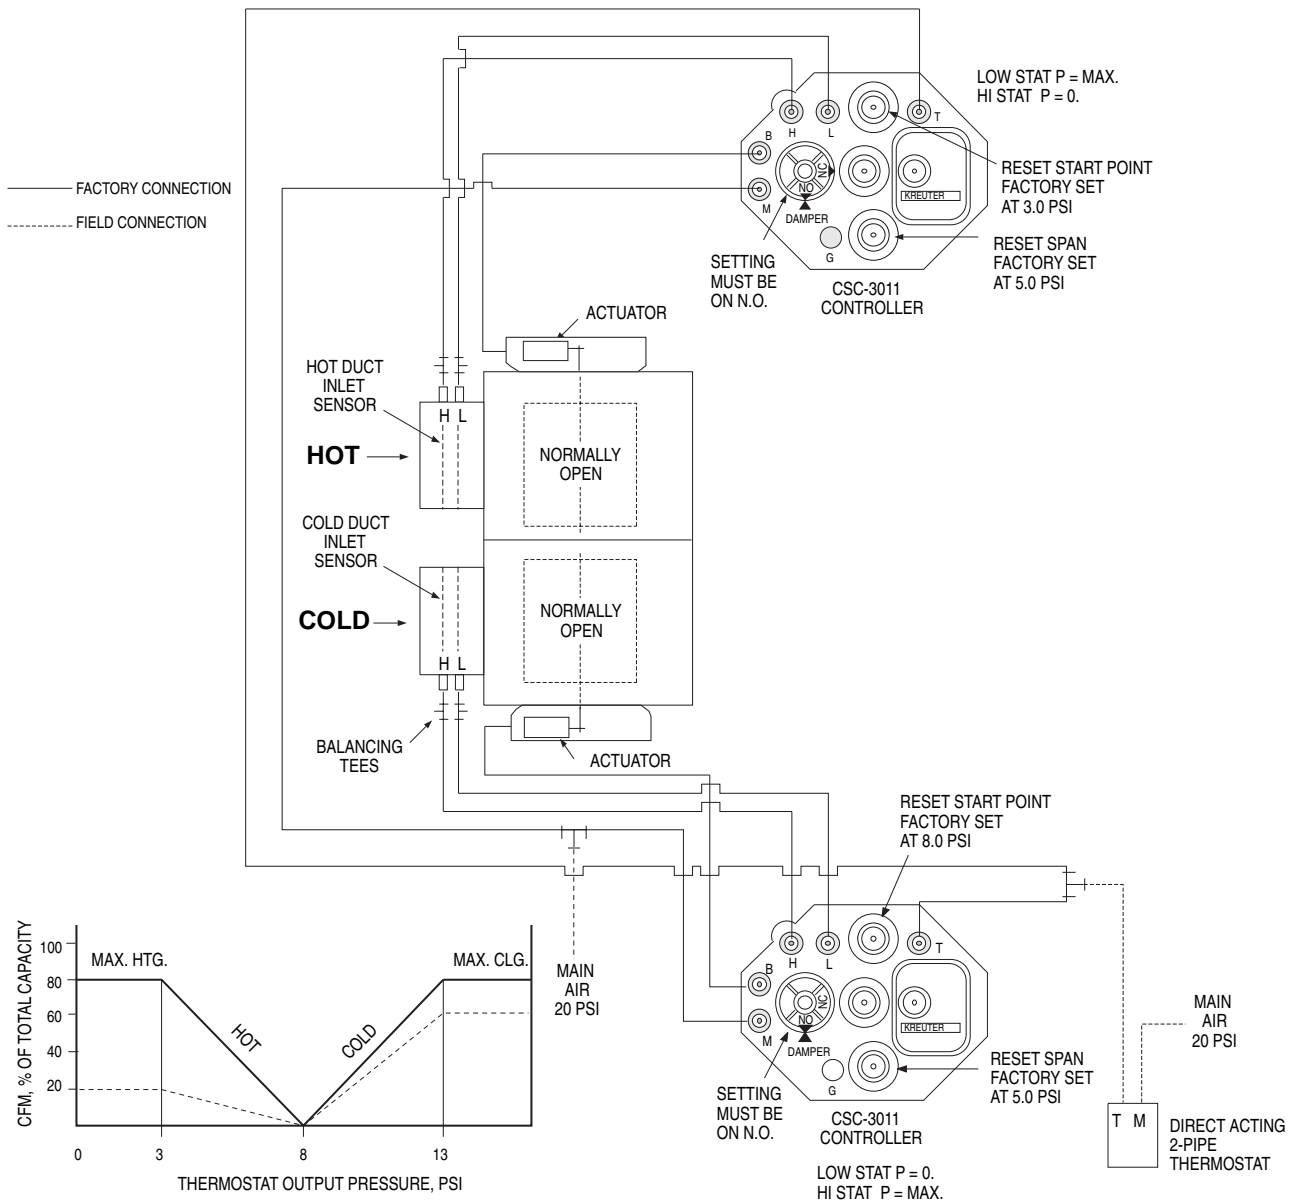 LOW STAT P = MAX.
HI STAT P = 0.
T
H
L
B
M
NC
NO
DAMPER
G
KREUTER
RESET START POINT
FACTORY SET
AT 3.0 PSI
RESET SPAN
FACTORY SET
AT 5.0 PSI
SETTING
MUST BE
ON N.O.
CSC-3011
CONTROLLER
FACTORY CONNECTION
FIELD CONNECTION
ACTUATOR
HOT DUCT
INLET
SENSOR
H L
HOT
NORMALLY
OPEN
COLD DUCT
INLET
SENSOR
COLD
NORMALLY
OPEN
H L
BALANCING
TEES
ACTUATOR
RESET START POINT
FACTORY SET
AT 8.0 PSI
MAIN
AIR
20 PSI
B
H
L
T
M
NC
NO
DAMPER
G
KREUTER
SETTING
MUST BE
ON N.O.
RESET SPAN
FACTORY SET
AT 5.0 PSI
CSC-3011
CONTROLLER
LOW STAT P = 0.
HI STAT P = MAX.
MAIN
AIR
20 PSI
T M
DIRECT ACTING
2-PIPE
THERMOSTAT
CFM, % OF TOTAL CAPACITY
100
80
60
40
20
MAX. HTG.
MAX. CLG.
HOT
COLD
0 3 8 13
THERMOSTAT OUTPUT PRESSURE, PSI